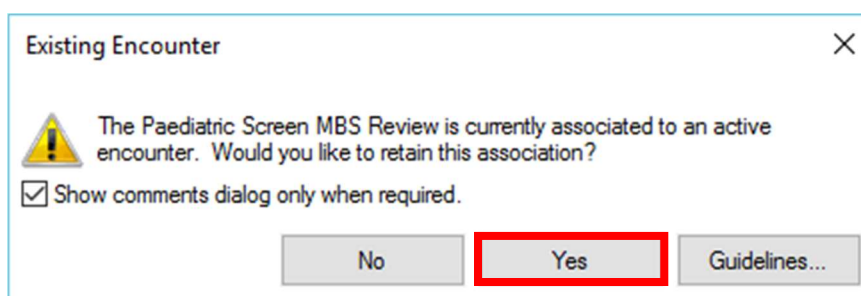 Existing Encounter
The Paediatric Screen MBS Review is currently associated to an active
encounter. Would you like to retain this association?
Show comments dialog only when required.
No Yes Guidelines...